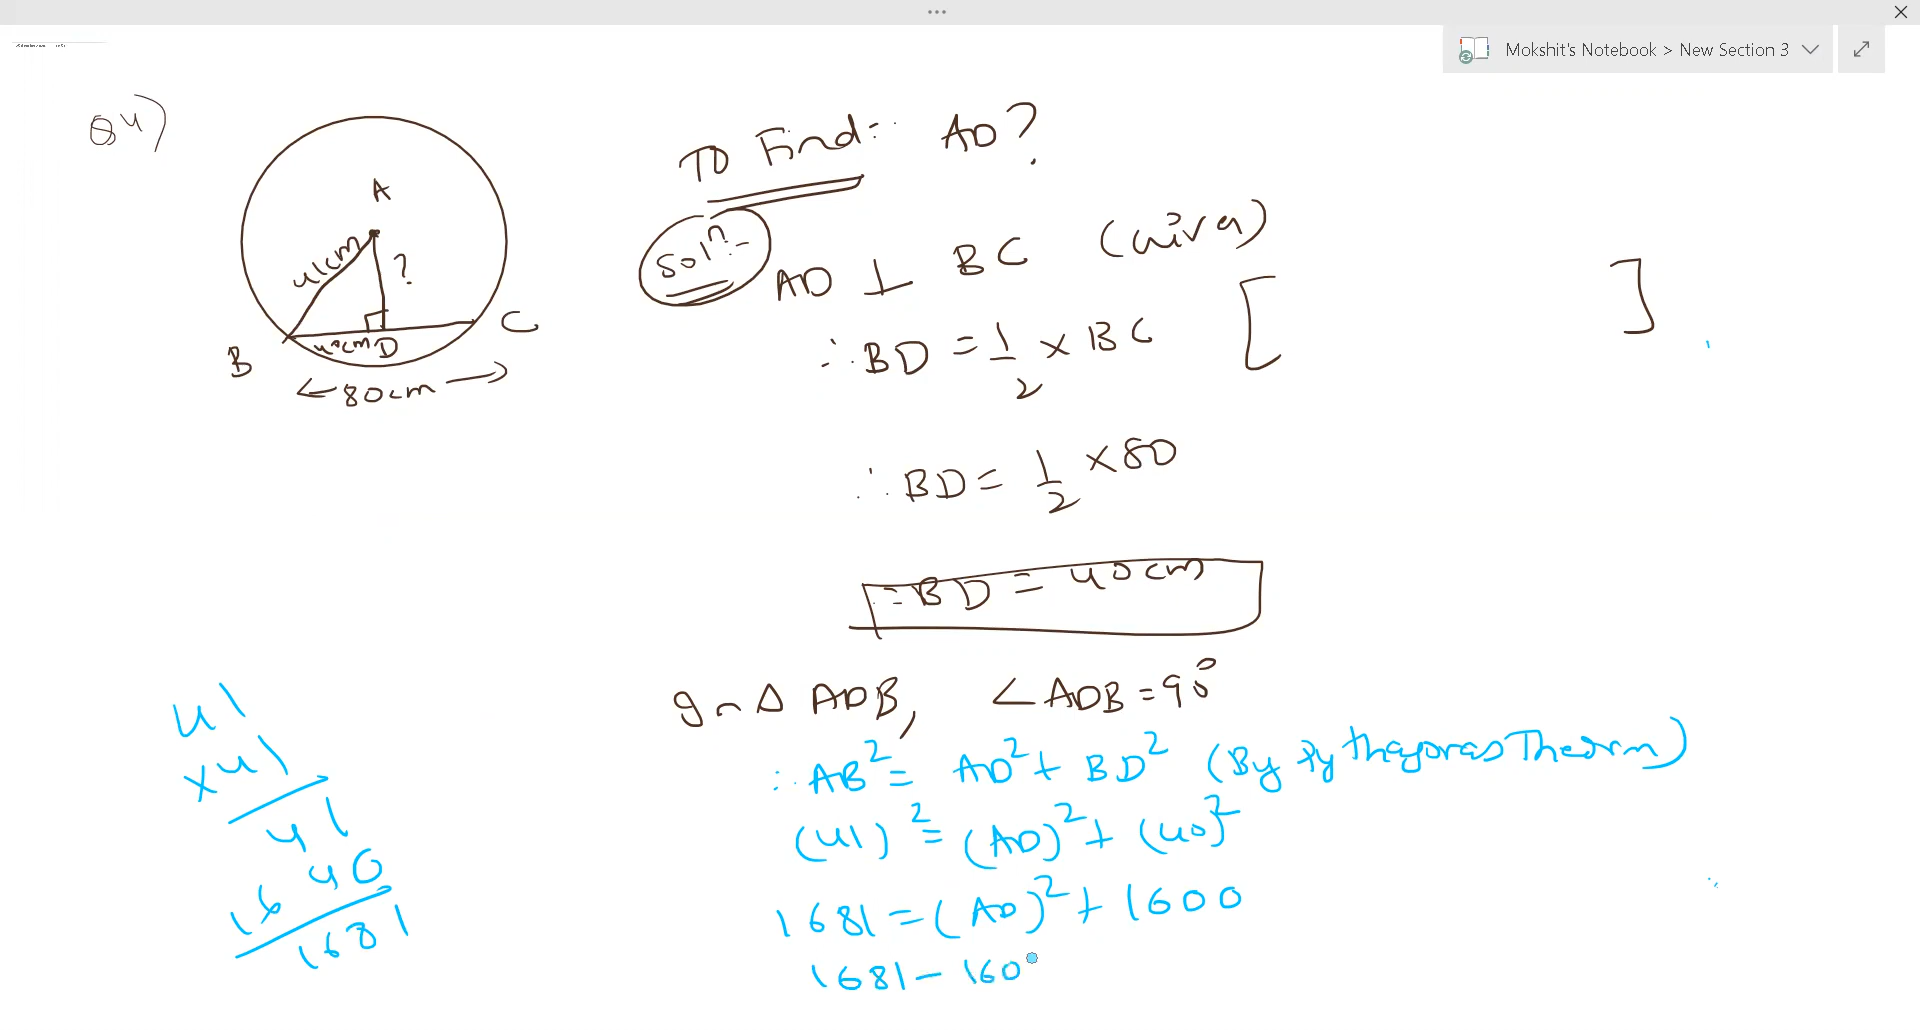 Mokshit's Notebook > New Section 3
Q4)
A
41cm
?
B
40cm D
C
80cm
To Find:- AD?
Soln:-
AD ⊥ BC (Given)
∴ BD = 1/2 × BC [ ]
∴ BD = 1/2 × 80
∴ BD = 40cm
In Δ ADB, ∠ADB = 90°
∴ AB² = AD² + BD² (By Pythagoras Theorm)
(41)² = (AD)² + (40)²
1681 = (AD)² + 1600
1681 - 160
41
×41
41
1640
1681